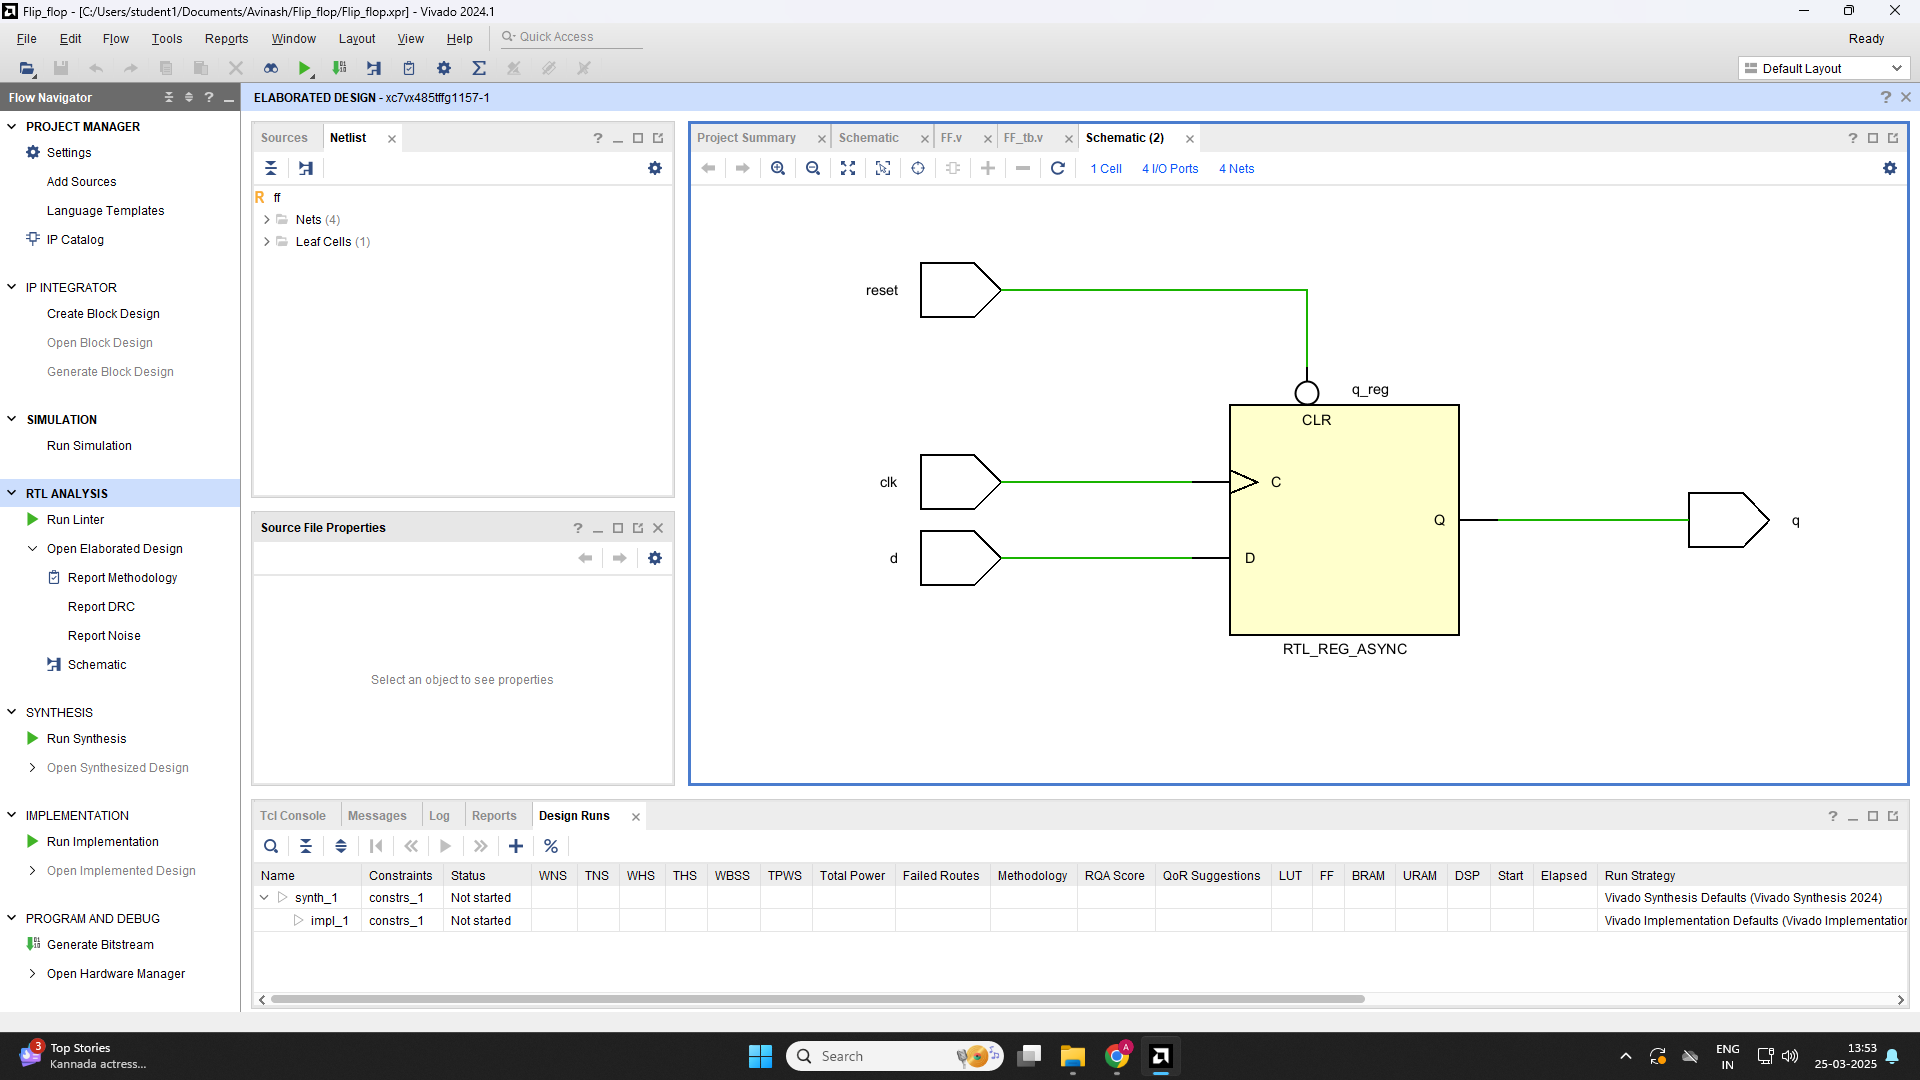 Flip_flop - [C:/Users/student1/Documents/Avinash/Flip_flop/Flip_flop.xpr] - Vivado 2024.1
File Edit Flow Tools Reports Window Layout View Help Quick Access Ready
Default Layout
Flow Navigator
ELABORATED DESIGN - xc7vx485tffg1157-1
PROJECT MANAGER
Settings
Add Sources
Language Templates
IP Catalog
IP INTEGRATOR
Create Block Design
Open Block Design
Generate Block Design
SIMULATION
Run Simulation
RTL ANALYSIS
Run Linter
Open Elaborated Design
Report Methodology
Report DRC
Report Noise
Schematic
SYNTHESIS
Run Synthesis
Open Synthesized Design
IMPLEMENTATION
Run Implementation
Open Implemented Design
PROGRAM AND DEBUG
Generate Bitstream
Open Hardware Manager
Sources Netlist
R ff
Nets (4)
Leaf Cells (1)
Source File Properties
Select an object to see properties
Project Summary Schematic FF.v FF_tb.v Schematic (2)
1 Cell 4 I/O Ports 4 Nets
reset
q_reg
CLR
clk
C
Q
q
d
D
RTL_REG_ASYNC
Tcl Console Messages Log Reports Design Runs
Name Constraints Status WNS TNS WHS THS WBSS TPWS Total Power Failed Routes Methodology RQA Score QoR Suggestions LUT FF BRAM URAM DSP Start Elapsed Run Strategy
synth_1 constrs_1 Not started Vivado Synthesis Defaults (Vivado Synthesis 2024)
impl_1 constrs_1 Not started Vivado Implementation Defaults (Vivado Implementation
3
Top Stories
Kannada actress...
Search
A
ENG
IN
13:53
25-03-2025